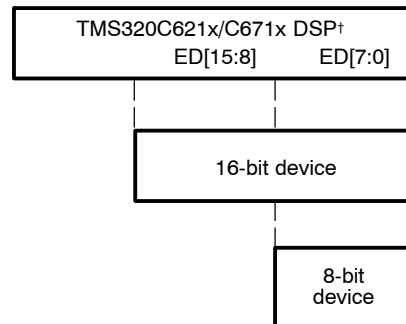 TMS320C621x/C671x DSP†
ED[15:8] ED[7:0]
16-bit device
8-bit
device